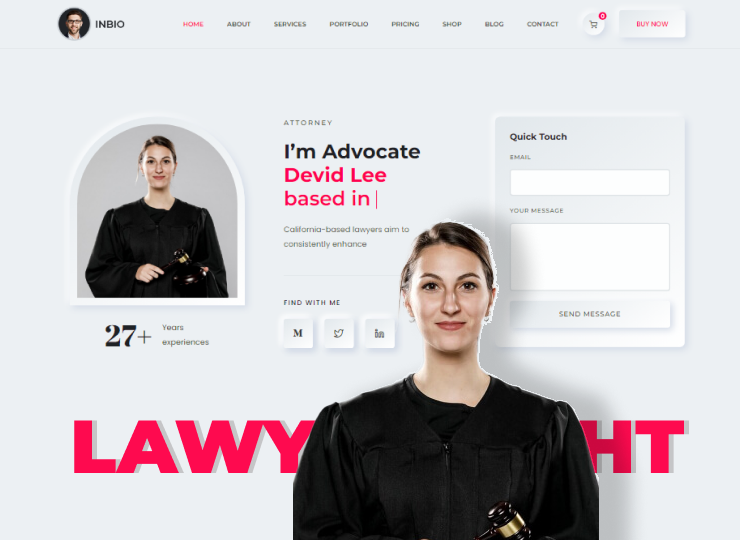 INBIO
HOME ABOUT SERVICES PORTFOLIO PRICING SHOP BLOG CONTACT
0
BUY NOW
ATTORNEY
I'm Advocate
Devid Lee
based in
California-based lawyers aim to
consistently enhance
FIND WITH ME
M
in
27+ Years
experiences
Quick Touch
EMAIL
YOUR MESSAGE
SEND MESSAGE
LAWY HT